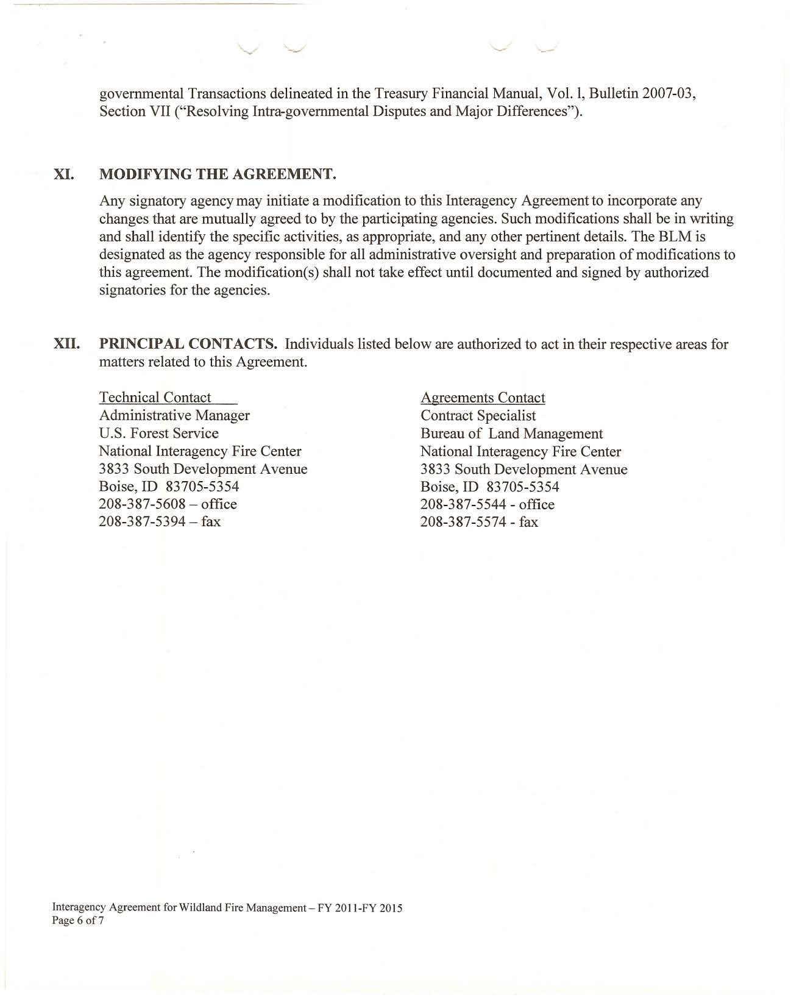 governmental Transactions delineated in the Treasury Financial Manual, Vol. l, Bulletin 2007-03,
Section VII (“Resolving Intra-governmental Disputes and Major Differences”).
XI. MODIFYING THE AGREEMENT.
Any signatory agency may initiate a modification to this Interagency Agreement to incorporate any
changes that are mutually agreed to by the participating agencies. Such modifications shall be in writing
and shall identify the specific activities, as appropriate, and any other pertinent details. The BLM is
designated as the agency responsible for all administrative oversight and preparation of modifications to
this agreement. The modification(s) shall not take effect until documented and signed by authorized
signatories for the agencies.
XII. PRINCIPAL CONTACTS. Individuals listed below are authorized to act in their respective areas for
matters related to this Agreement.
Technical Contact
Administrative Manager
U.S. Forest Service
National Interagency Fire Center
3833 South Development Avenue
Boise, ID 83705-5354
208-387-5608 – office
208-387-5394 – fax
Agreements Contact
Contract Specialist
Bureau of Land Management
National Interagency Fire Center
3833 South Development Avenue
Boise, ID 83705-5354
208-387-5544 - office
208-387-5574 - fax
Interagency Agreement for Wildland Fire Management – FY 2011-FY 2015
Page 6 of 7